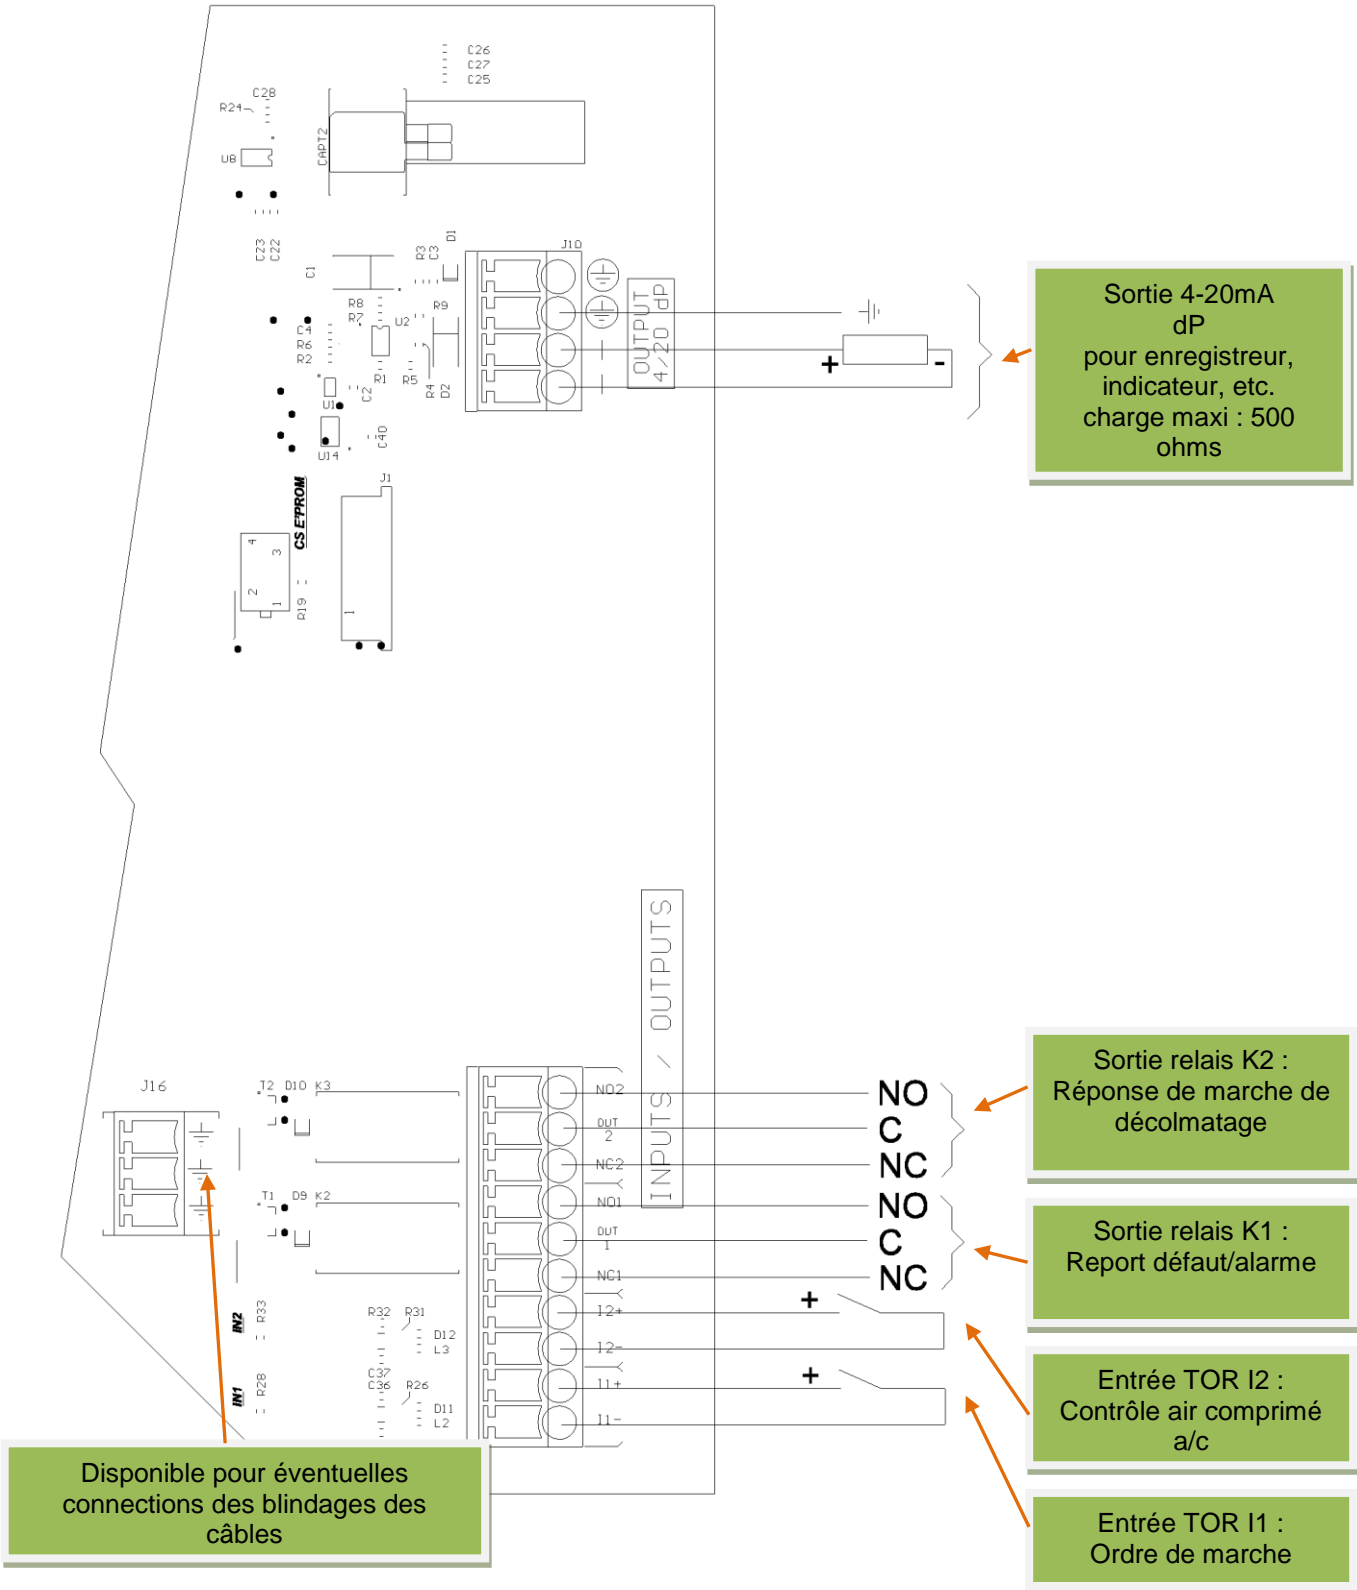 C26
C27
C25
C28
R24
CAPT2
U8
C23
C22
C1
R3
C3
D1
J10
OUTPUT
4/20 dP
R8
R7
U2
R9
C4
R6
R2
R1
R5
R4
D2
U1
C2
U14
C40
+
-
Sortie 4-20mA
dP
pour enregistreur,
indicateur, etc.
charge maxi : 500
ohms
CS E²PROM
J1
4
3
2
1
R19
1
INPUTS / OUTPUTS
J16
T2 D10 K3
T1 D9 K2
NO2
OUT
2
NC2
NO1
OUT
1
NC1
I2+
I2-
I1+
I1-
NO
C
NC
NO
C
NC
+
+
Sortie relais K2 :
Réponse de marche de
décolmatage
Sortie relais K1 :
Report défaut/alarme
IN2
R33
R32
R31
D12
L3
C37
C36
R26
IN1
R28
D11
L2
Entrée TOR I2 :
Contrôle air comprimé
a/c
Entrée TOR I1 :
Ordre de marche
Disponible pour éventuelles
connections des blindages des
câbles